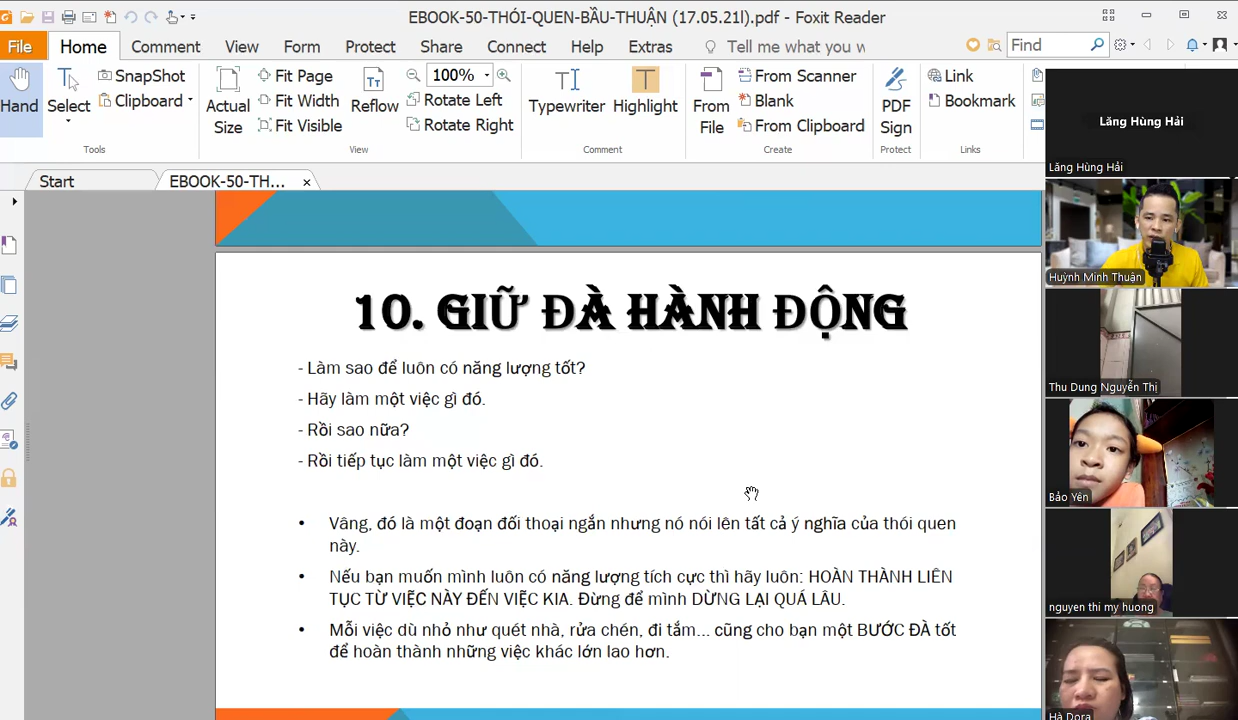 EBOOK-50-THÓI-QUEN-BẦU-THUẬN (17.05.21l).pdf - Foxit Reader
File Home Comment View Form Protect Share Connect Help Extras Tell me what you w Find
Hand
Select
SnapShot
Clipboard
Tools
Actual Size
Fit Page
Fit Width
Fit Visible
Reflow
100%
Rotate Left
Rotate Right
View
Typewriter
Highlight
Comment
From File
From Scanner
Blank
From Clipboard
Create
PDF Sign
Protect
Link
Bookmark
Links
Start EBOOK-50-TH... ×
10. GIỮ ĐÀ HÀNH ĐỘNG
- Làm sao để luôn có năng lượng tốt?
- Hãy làm một việc gì đó.
- Rồi sao nữa?
- Rồi tiếp tục làm một việc gì đó.
• Vâng, đó là một đoạn đối thoại ngắn nhưng nó nói lên tất cả ý nghĩa của thói quen
này.
• Nếu bạn muốn mình luôn có năng lượng tích cực thì hãy luôn: HOÀN THÀNH LIÊN
TỤC TỪ VIỆC NÀY ĐẾN VIỆC KIA. Đừng để mình DỪNG LẠI QUÁ LÂU.
• Mỗi việc dù nhỏ như quét nhà, rửa chén, đi tắm... cũng cho bạn một BƯỚC ĐÀ tốt
để hoàn thành những việc khác lớn lao hơn.
Lăng Hùng Hải
Lăng Hùng Hải
Huỳnh Minh Thuận
Thu Dung Nguyễn Thị
Bảo Yên
nguyen thi my huong
Hà Dora